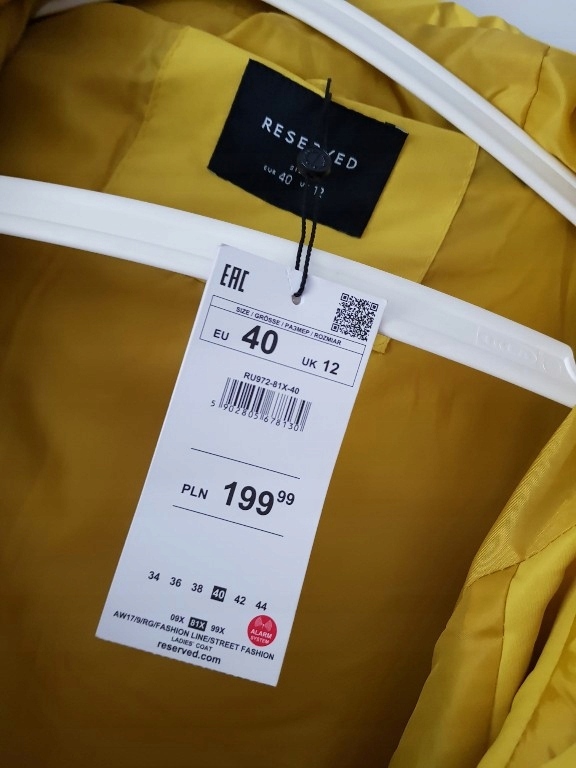 RESERVED
EUR 40
EAC
SIZE / GRÖSSE / РАЗМЕР / ROZMIAR
EU 40 UK 12
RU972-81X-40
5 902805 678130
PLN 199 99
34 36 38 40 42 44
09X 81X 99X
AW17/9/RG/FASHION LINE/STREET FASHION
LADIES' COAT
reserved.com
ALARM
SYSTEM